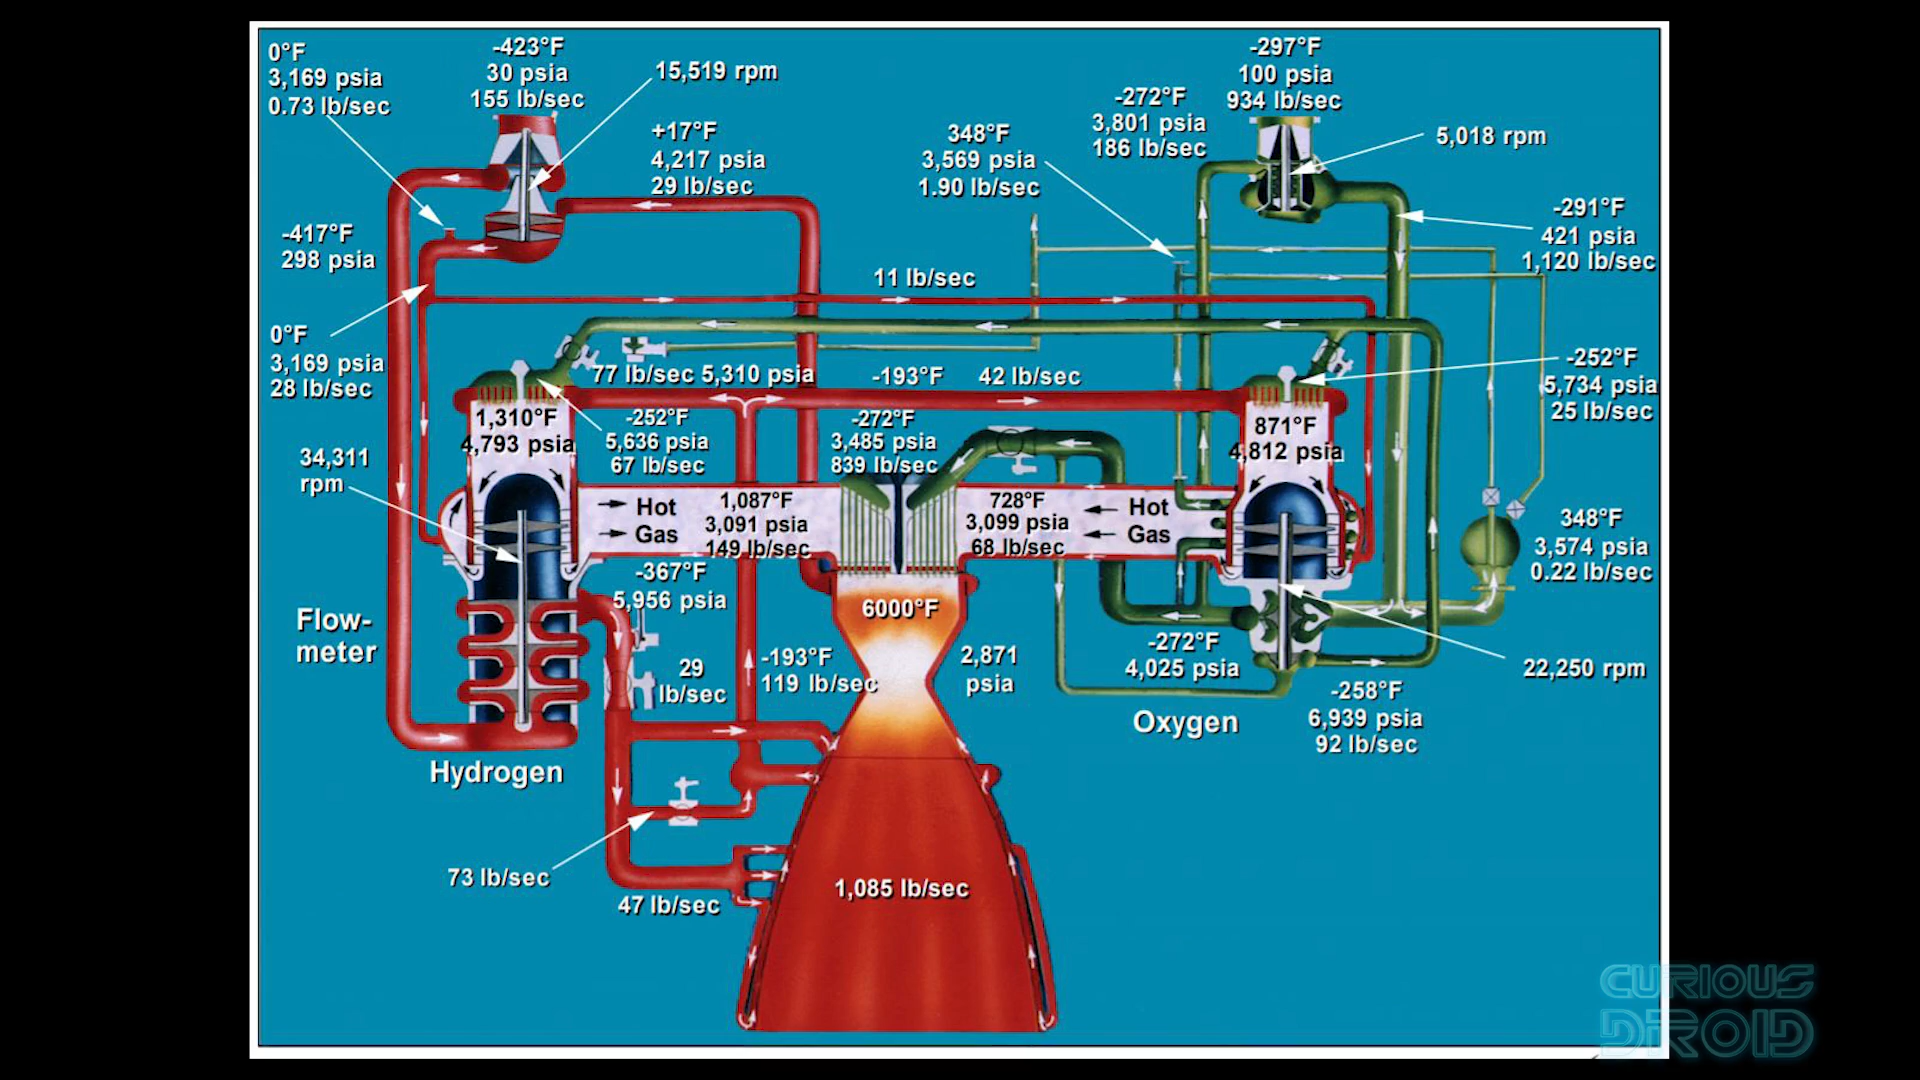 0°F
3,169 psia
0.73 lb/sec
-423°F
30 psia
155 lb/sec
15,519 rpm
+17°F
4,217 psia
29 lb/sec
348°F
3,569 psia
1.90 lb/sec
-272°F
3,801 psia
186 lb/sec
-297°F
100 psia
934 lb/sec
5,018 rpm
-291°F
421 psia
1,120 lb/sec
-417°F
298 psia
11 lb/sec
0°F
3,169 psia
28 lb/sec
77 lb/sec 5,310 psia
-193°F
42 lb/sec
-252°F
5,734 psia
25 lb/sec
1,310°F
4,793 psia
-252°F
5,636 psia
67 lb/sec
-272°F
3,485 psia
839 lb/sec
871°F
4,812 psia
34,311
rpm
Hot
Gas
1,087°F
3,091 psia
149 lb/sec
728°F
3,099 psia
68 lb/sec
Hot
Gas
348°F
3,574 psia
0.22 lb/sec
-367°F
5,956 psia
6000°F
Flow-
meter
29
lb/sec
-193°F
119 lb/sec
2,871
psia
-272°F
4,025 psia
22,250 rpm
-258°F
6,939 psia
92 lb/sec
Oxygen
Hydrogen
73 lb/sec
47 lb/sec
1,085 lb/sec
CURIOUS
DROID